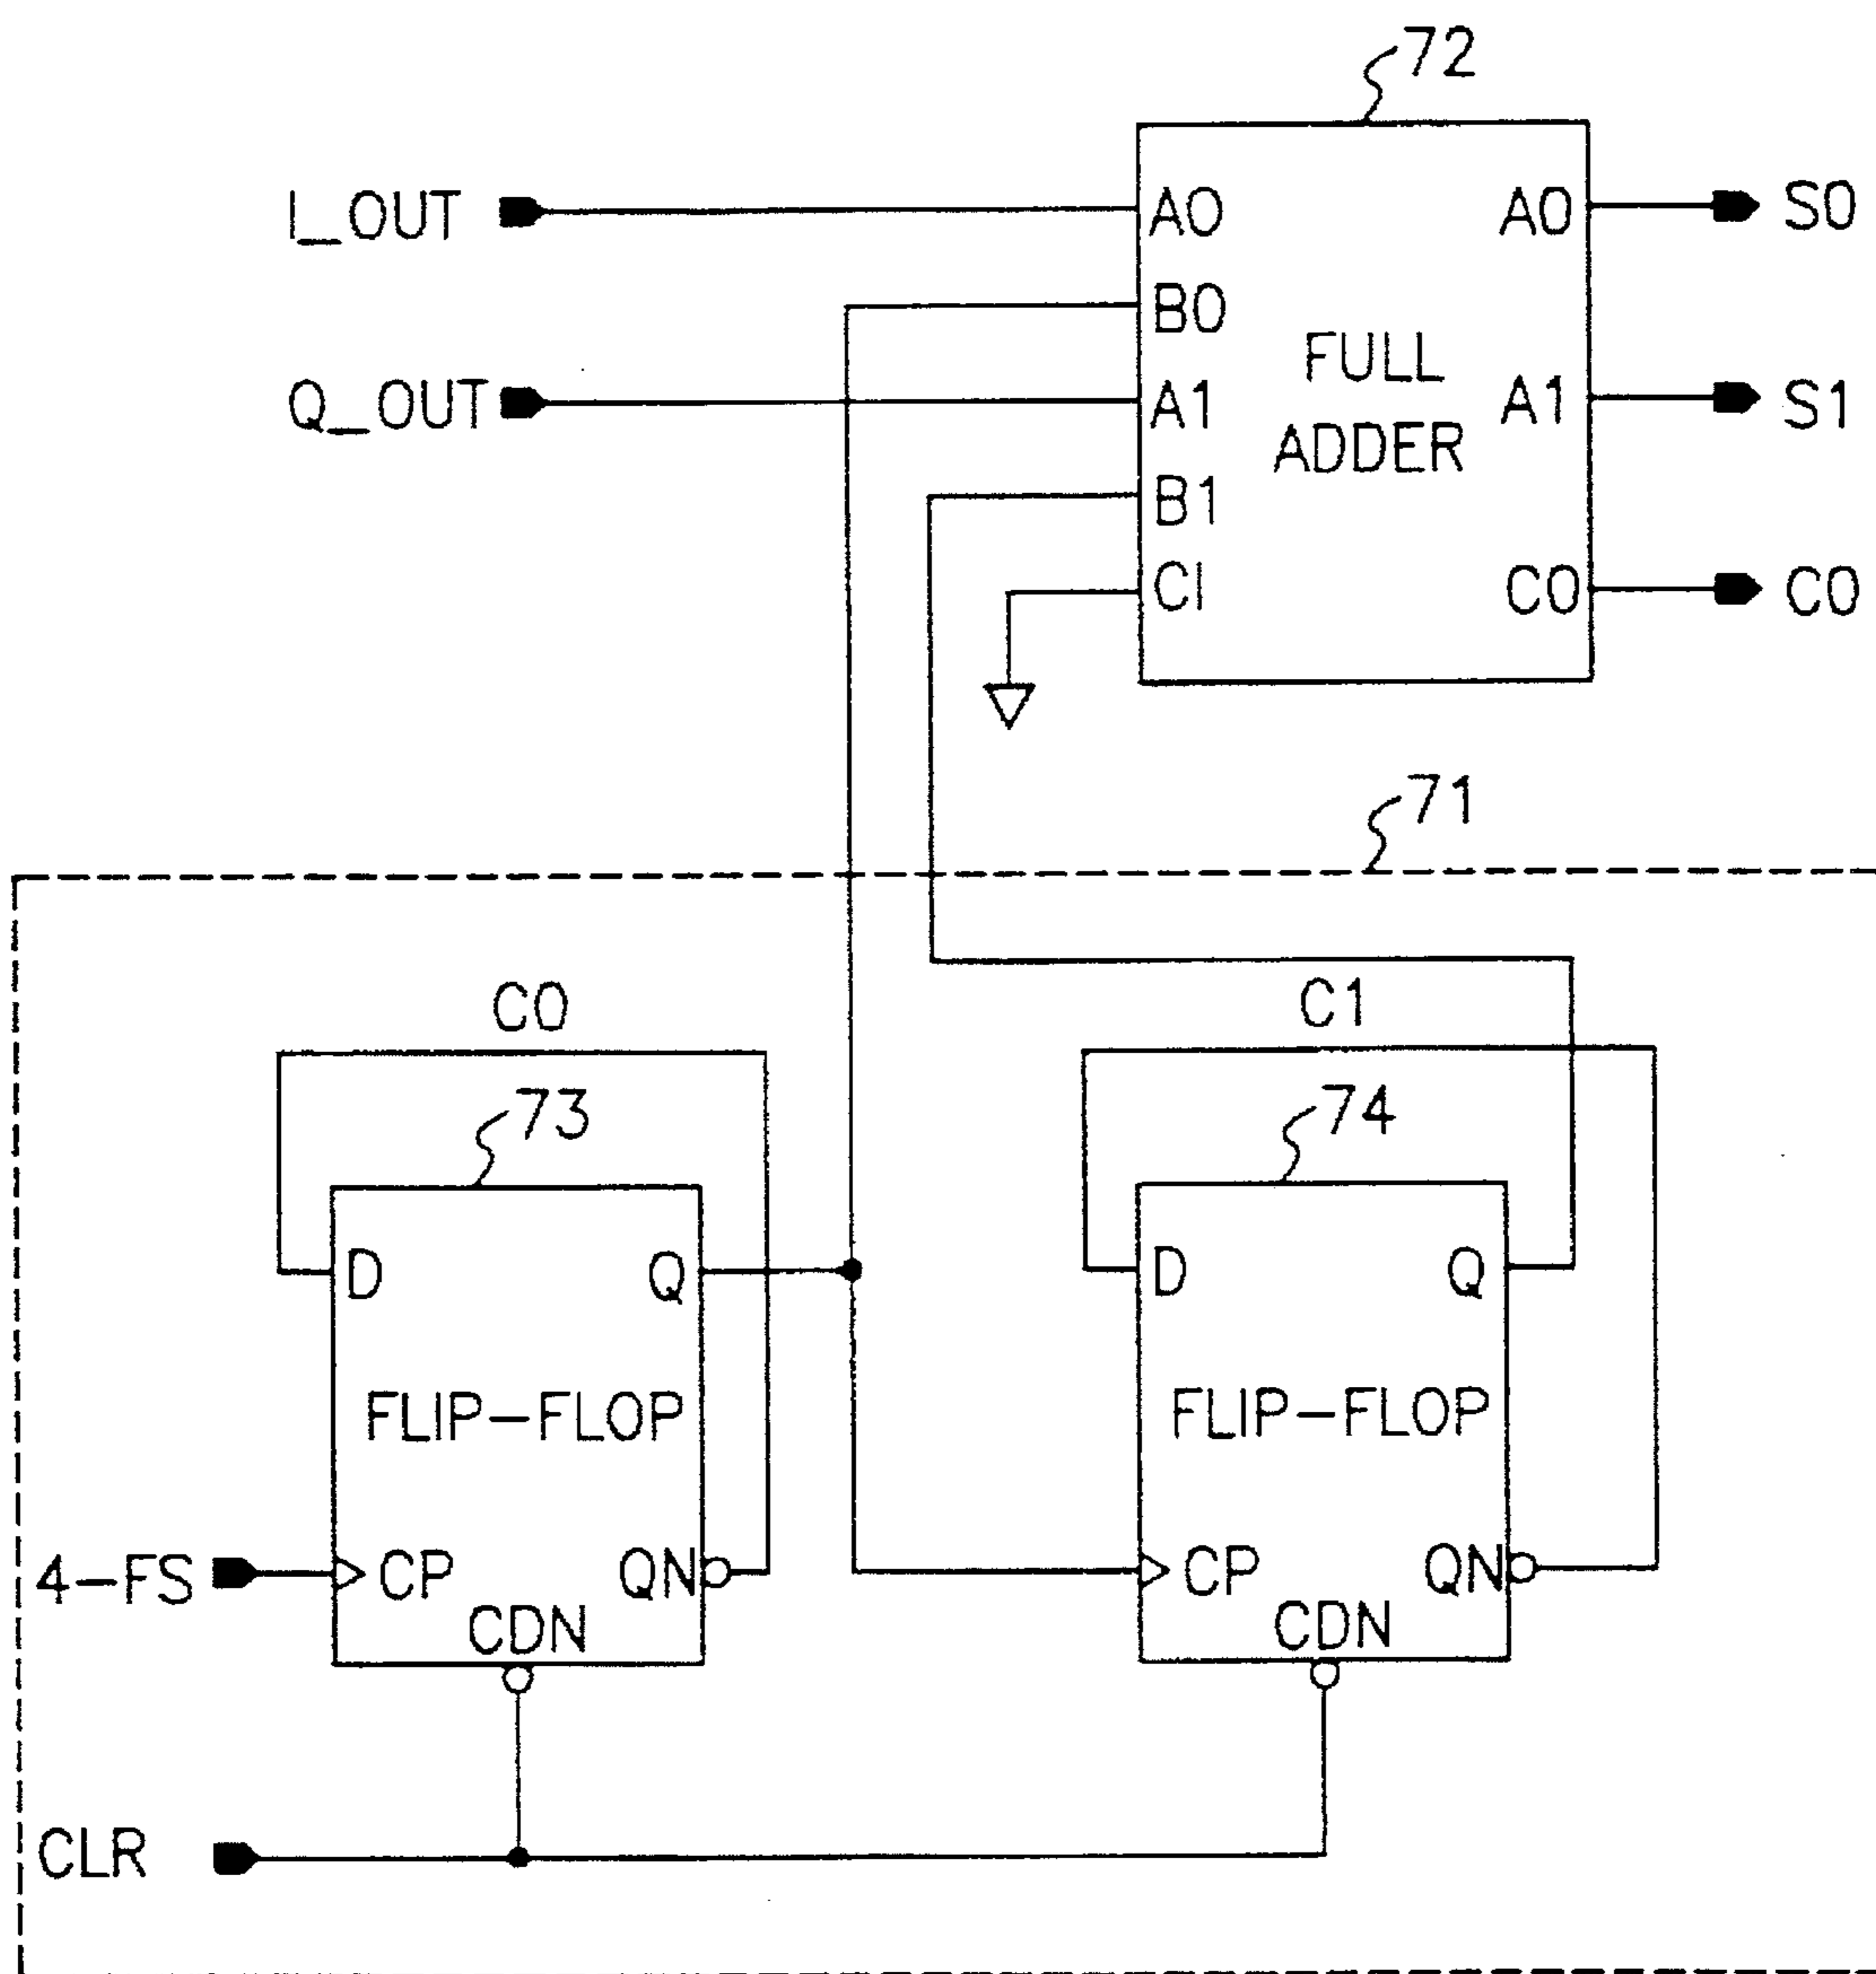 72
I_OUT
A0
A0
S0
B0
FULL
ADDER
Q_OUT
A1
A1
S1
B1
CI
C0
C0
71
C0
C1
73
74
D
Q
D
Q
FLIP-FLOP
FLIP-FLOP
4-FS
CP
QN
CP
QN
CDN
CDN
CLR